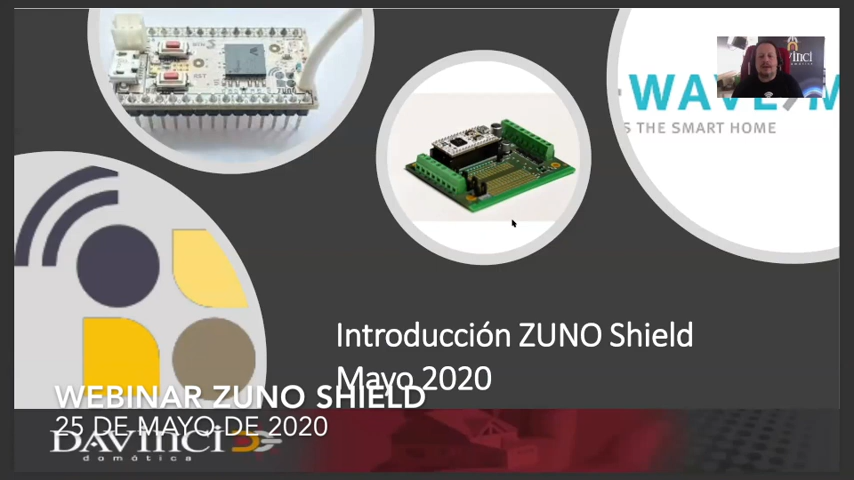 WAVE
S THE SMART HOME
Introducción ZUNO Shield
Mayo 2020
WEBINAR ZUNO SHIELD
25 DE MAYO DE 2020
DAVINCI
domótica